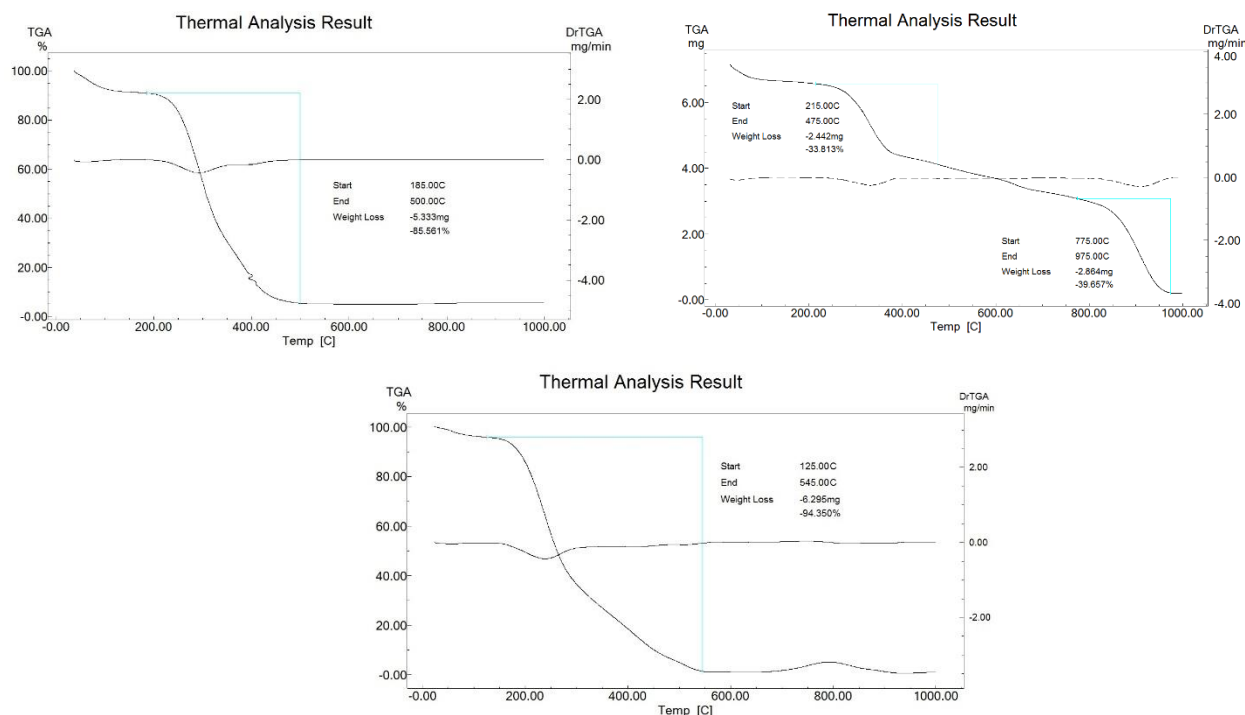 Thermal Analysis Result
TGA
%
DrTGA
mg/min
100.00
80.00
60.00
40.00
20.00
-0.00
2.00
0.00
-2.00
-4.00
Start 185.00C
End 500.00C
Weight Loss -5.333mg
-85.561%
-0.00 200.00 400.00 600.00 800.00 1000.00
Temp [C]
Thermal Analysis Result
TGA
mg
DrTGA
mg/min
6.00
4.00
2.00
-0.00
4.00
2.00
0.00
-2.00
-4.00
Start 215.00C
End 475.00C
Weight Loss -2.442mg
-33.813%
Start 775.00C
End 975.00C
Weight Loss -2.864mg
-39.657%
-0.00 200.00 400.00 600.00 800.00 1000.00
Temp [C]
Thermal Analysis Result
TGA
%
DrTGA
mg/min
100.00
80.00
60.00
40.00
20.00
-0.00
2.00
0.00
-2.00
Start 125.00C
End 545.00C
Weight Loss -6.295mg
-94.350%
-0.00 200.00 400.00 600.00 800.00 1000.00
Temp [C]